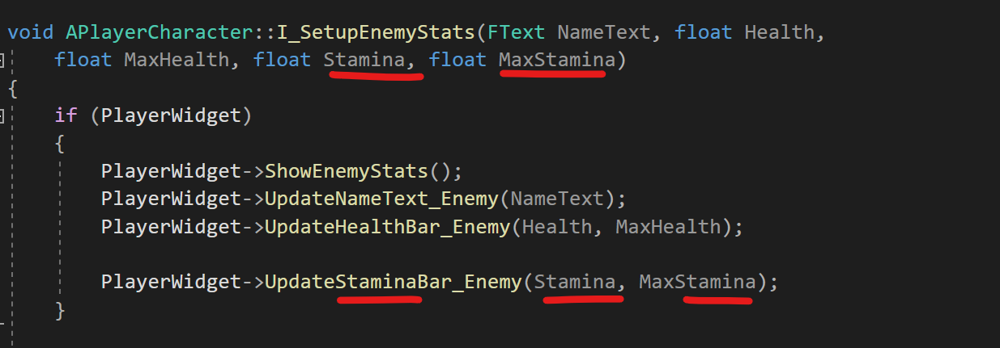 void APlayerCharacter::I_SetupEnemyStats(FText NameText, float Health,
float MaxHealth, float Stamina, float MaxStamina)
{
if (PlayerWidget)
{
PlayerWidget->ShowEnemyStats();
PlayerWidget->UpdateNameText_Enemy(NameText);
PlayerWidget->UpdateHealthBar_Enemy(Health, MaxHealth);
PlayerWidget->UpdateStaminaBar_Enemy(Stamina, MaxStamina);
}